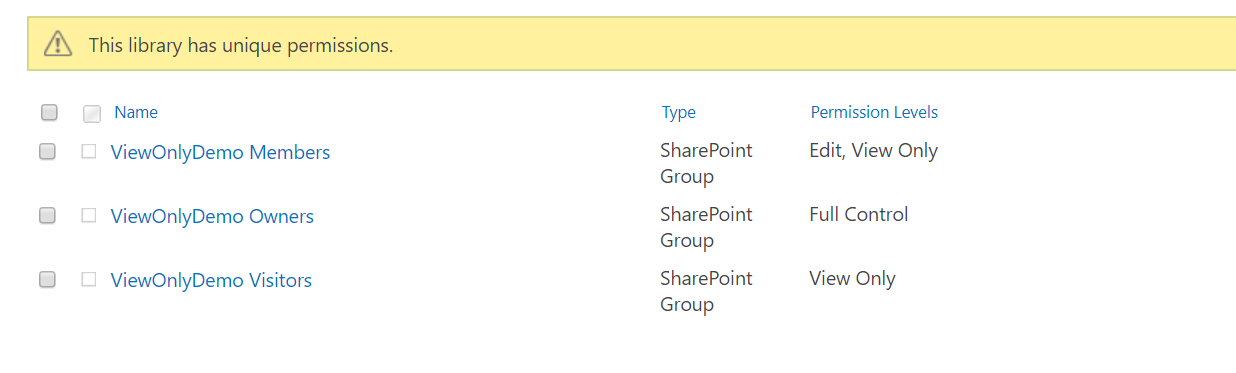 This library has unique permissions.
Name Type Permission Levels
ViewOnlyDemo Members SharePoint Group Edit, View Only
ViewOnlyDemo Owners SharePoint Group Full Control
ViewOnlyDemo Visitors SharePoint Group View Only